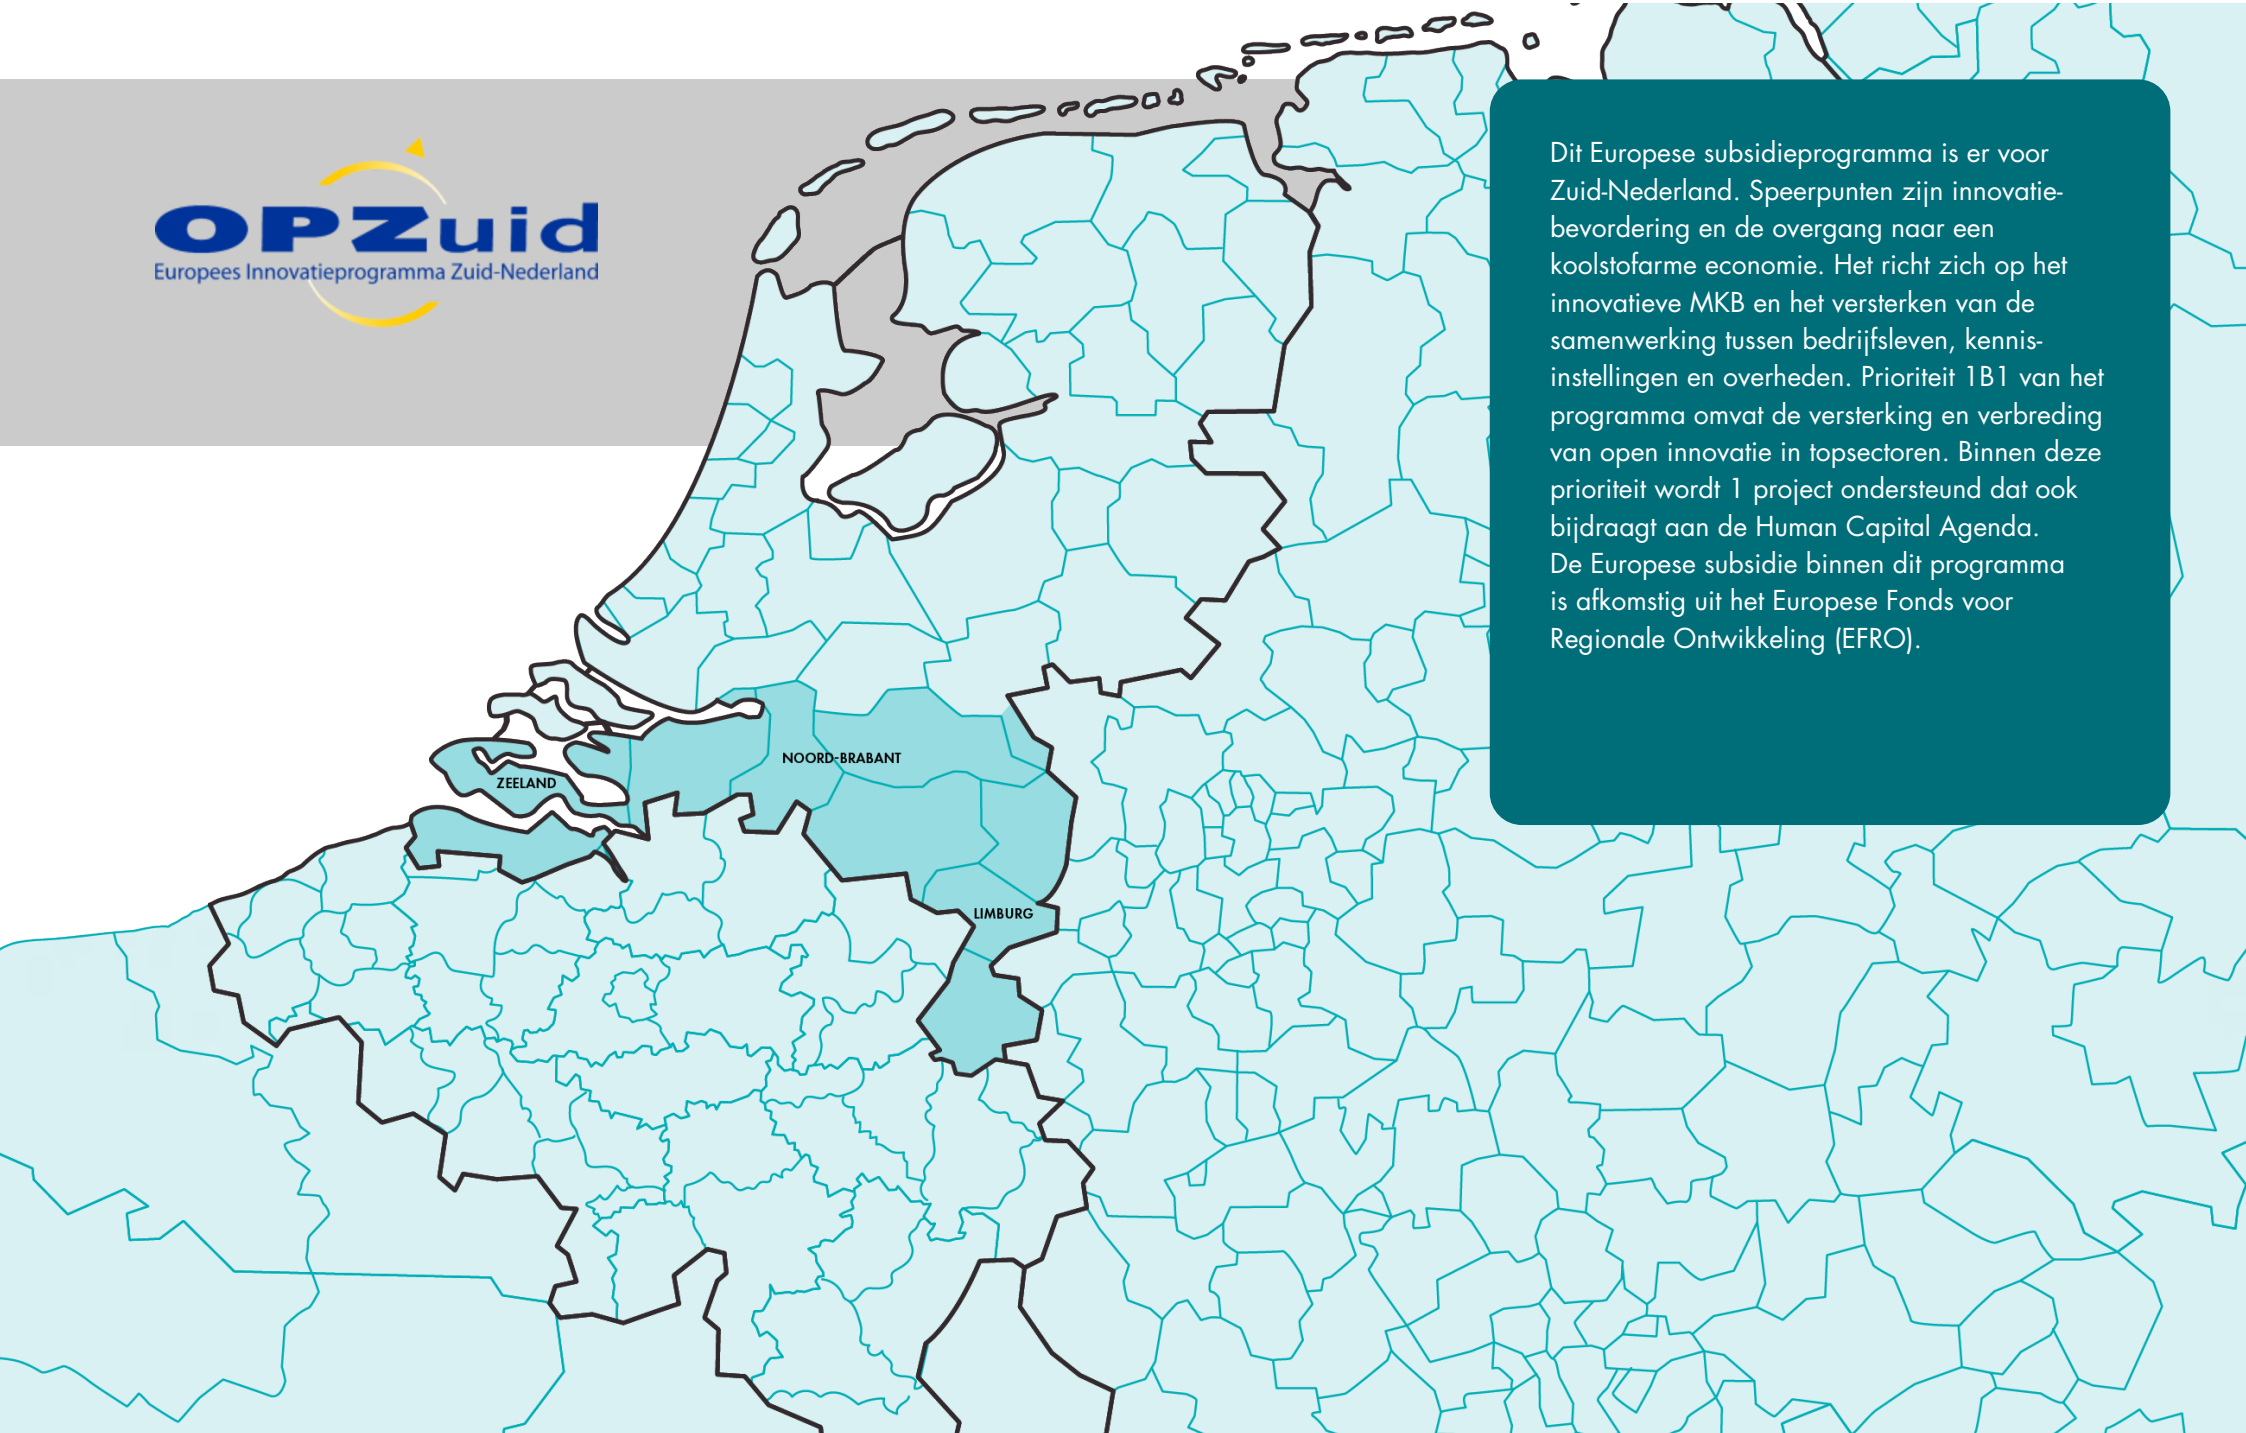 OPZuid
Europees Innovatieprogramma Zuid-Nederland
Dit Europese subsidieprogramma is er voor
Zuid-Nederland. Speerpunten zijn innovatie-
bevordering en de overgang naar een
koolstofarme economie. Het richt zich op het
innovatieve MKB en het versterken van de
samenwerking tussen bedrijfsleven, kennis-
instellingen en overheden. Prioriteit 1B1 van het
programma omvat de versterking en verbreding
van open innovatie in topsectoren. Binnen deze
prioriteit wordt 1 project ondersteund dat ook
bijdraagt aan de Human Capital Agenda.
De Europese subsidie binnen dit programma
is afkomstig uit het Europese Fonds voor
Regionale Ontwikkeling (EFRO).
NOORD-BRABANT
ZEELAND
LIMBURG